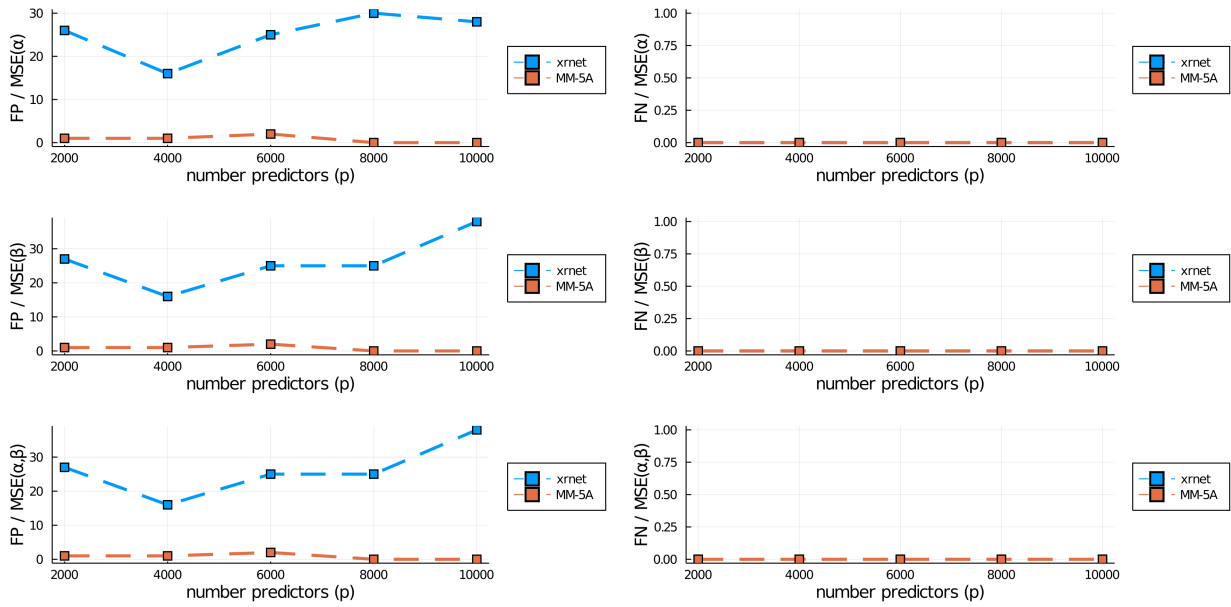 FP / MSE(α)
30
20
10
0
2000 4000 6000 8000 10000
number predictors (p)
xrnet
MM-5A
FN / MSE(α)
1.00
0.75
0.50
0.25
0.00
2000 4000 6000 8000 10000
number predictors (p)
xrnet
MM-5A
FP / MSE(β)
30
20
10
0
2000 4000 6000 8000 10000
number predictors (p)
xrnet
MM-5A
FN / MSE(β)
1.00
0.75
0.50
0.25
0.00
2000 4000 6000 8000 10000
number predictors (p)
xrnet
MM-5A
FP / MSE(α,β)
30
20
10
0
2000 4000 6000 8000 10000
number predictors (p)
xrnet
MM-5A
FN / MSE(α,β)
1.00
0.75
0.50
0.25
0.00
2000 4000 6000 8000 10000
number predictors (p)
xrnet
MM-5A